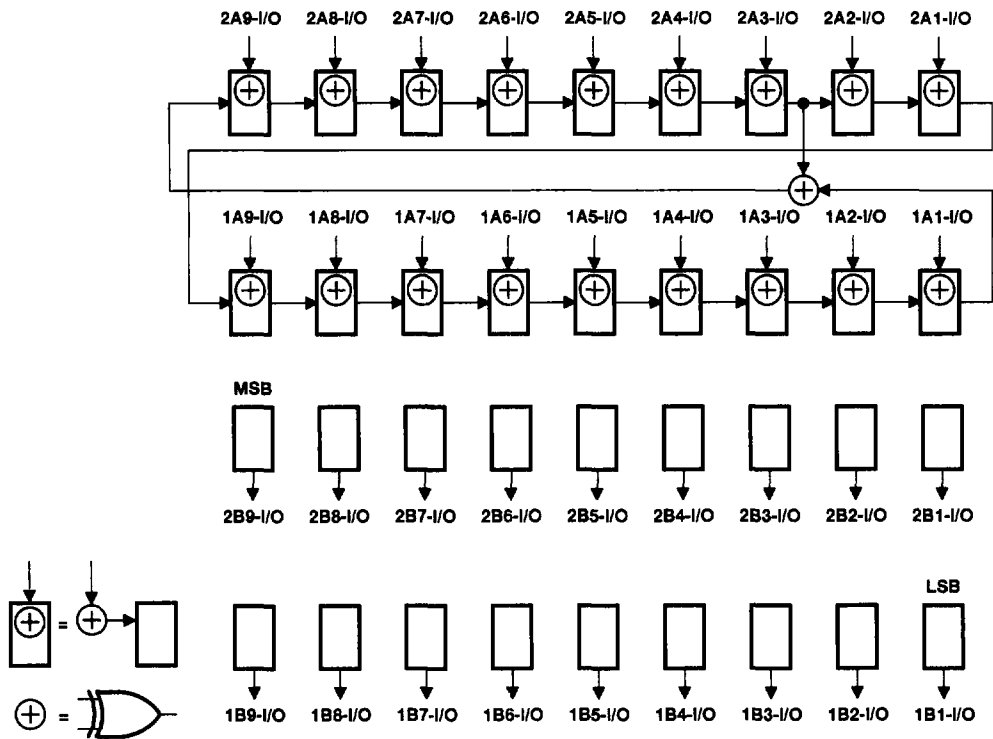 2A9-I/O 2A8-I/O 2A7-I/O 2A6-I/O 2A5-I/O 2A4-I/O 2A3-I/O 2A2-I/O 2A1-I/O
1A9-I/O 1A8-I/O 1A7-I/O 1A6-I/O 1A5-I/O 1A4-I/O 1A3-I/O 1A2-I/O 1A1-I/O
MSB
2B9-I/O 2B8-I/O 2B7-I/O 2B6-I/O 2B5-I/O 2B4-I/O 2B3-I/O 2B2-I/O 2B1-I/O
LSB
=
1B9-I/O 1B8-I/O 1B7-I/O 1B6-I/O 1B5-I/O 1B4-I/O 1B3-I/O 1B2-I/O 1B1-I/O
=